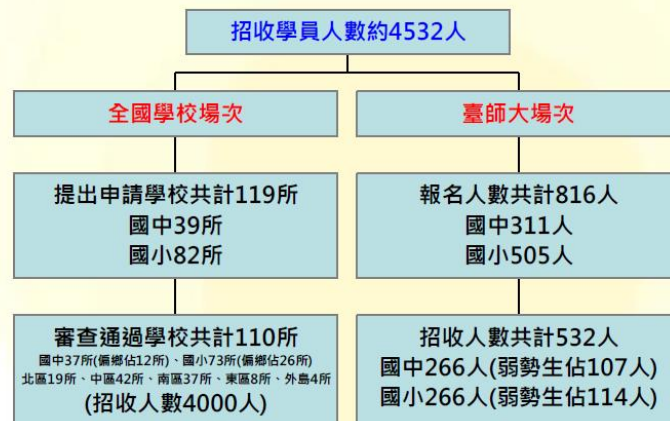 招收學員人數約4532人
全國學校場次
提出申請學校共計119所
國中39所
國小82所
審查通過學校共計110所
國中37所(偏鄉佔12所)、國小73所(偏鄉佔26所)
北區19所、中區42所、南區37所、東區8所、外島4所
(招收人數4000人)
臺師大場次
報名人數共計816人
國中311人
國小505人
招收人數共計532人
國中266人(弱勢生佔107人)
國小266人(弱勢生佔114人)